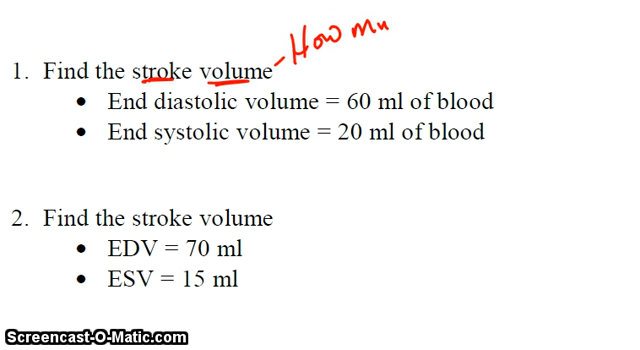 1. Find the stroke volume - How mu
• End diastolic volume = 60 ml of blood
• End systolic volume = 20 ml of blood
2. Find the stroke volume
• EDV = 70 ml
• ESV = 15 ml
Screencast-O-Matic.com